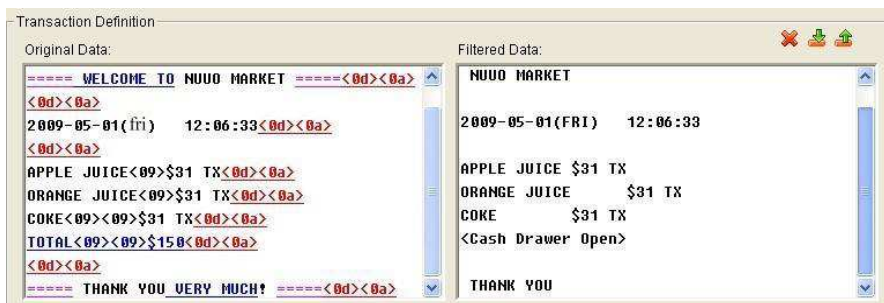 Transaction Definition
Original Data:
===== WELCOME TO NUUO MARKET =====<0d><0a>
<0d><0a>
2009-05-01(fri) 12:06:33<0d><0a>
<0d><0a>
APPLE JUICE<09>$31 TX<0d><0a>
ORANGE JUICE<09>$31 TX<0d><0a>
COKE<09><09>$31 TX<0d><0a>
TOTAL<09><09>$150<0d><0a>
<0d><0a>
===== THANK YOU VERY MUCH! =====<0d><0a>
Filtered Data:
NUUO MARKET
2009-05-01(FRI) 12:06:33
APPLE JUICE $31 TX
ORANGE JUICE $31 TX
COKE $31 TX
<Cash Drawer Open>
THANK YOU